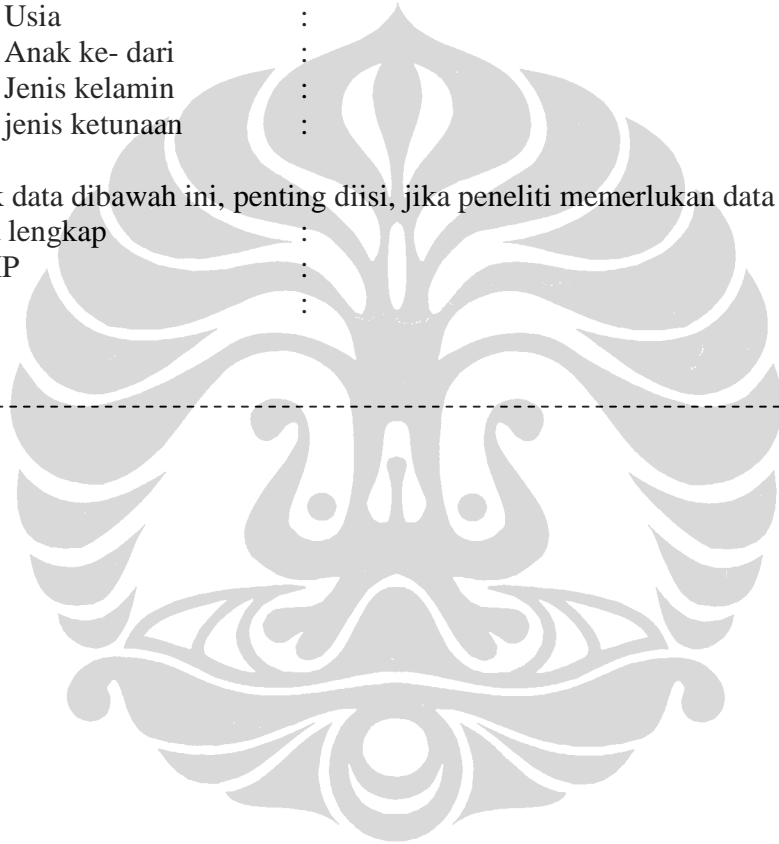 Usia :
Anak ke- dari :
Jenis kelamin :
jenis ketunaan :
data dibawah ini, penting diisi, jika peneliti memerlukan data
lengkap :
:
: